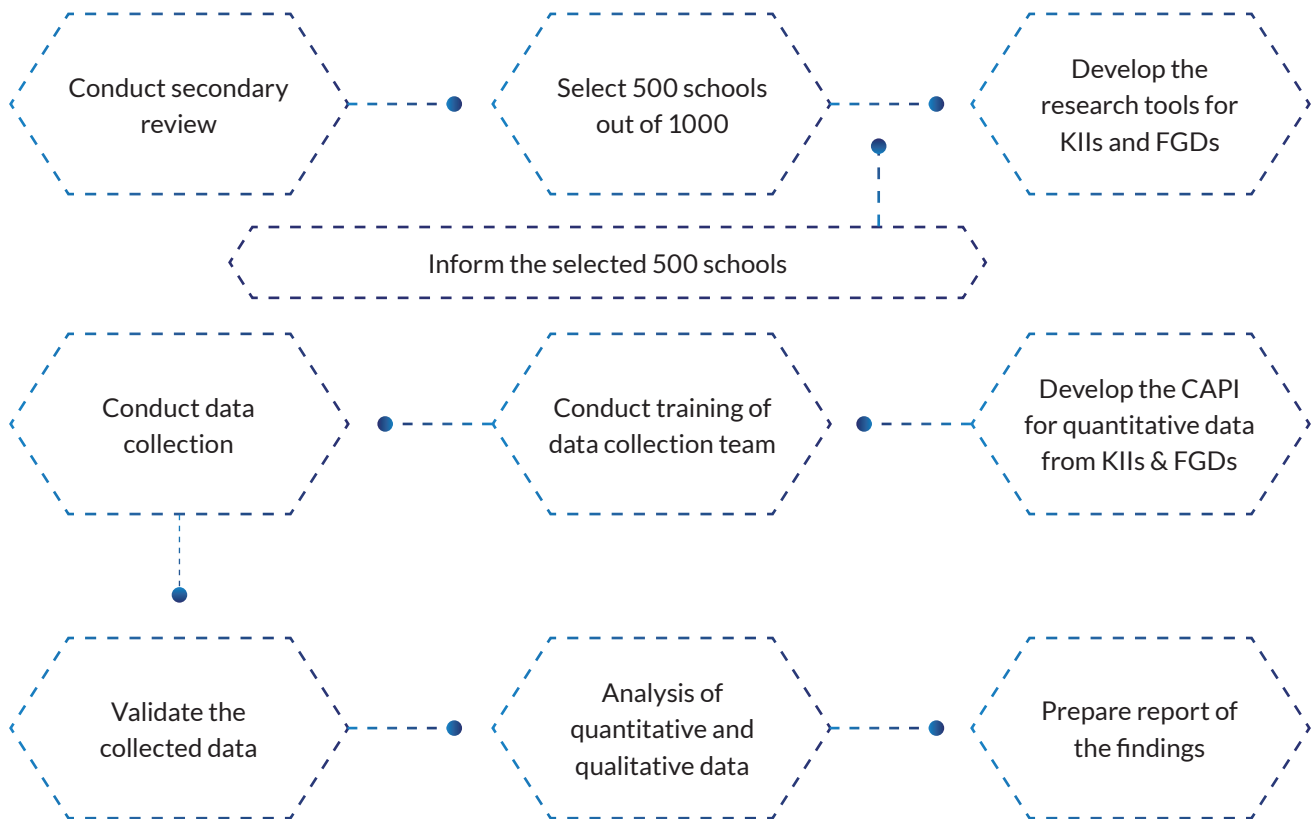 Conduct secondary
review
Select 500 schools
out of 1000
Develop the
research tools for
KIIs and FGDs
Inform the selected 500 schools
Conduct data
collection
Conduct training of
data collection team
Develop the CAPI
for quantitative data
from KIIs & FGDs
Validate the
collected data
Analysis of
quantitative and
qualitative data
Prepare report of
the findings